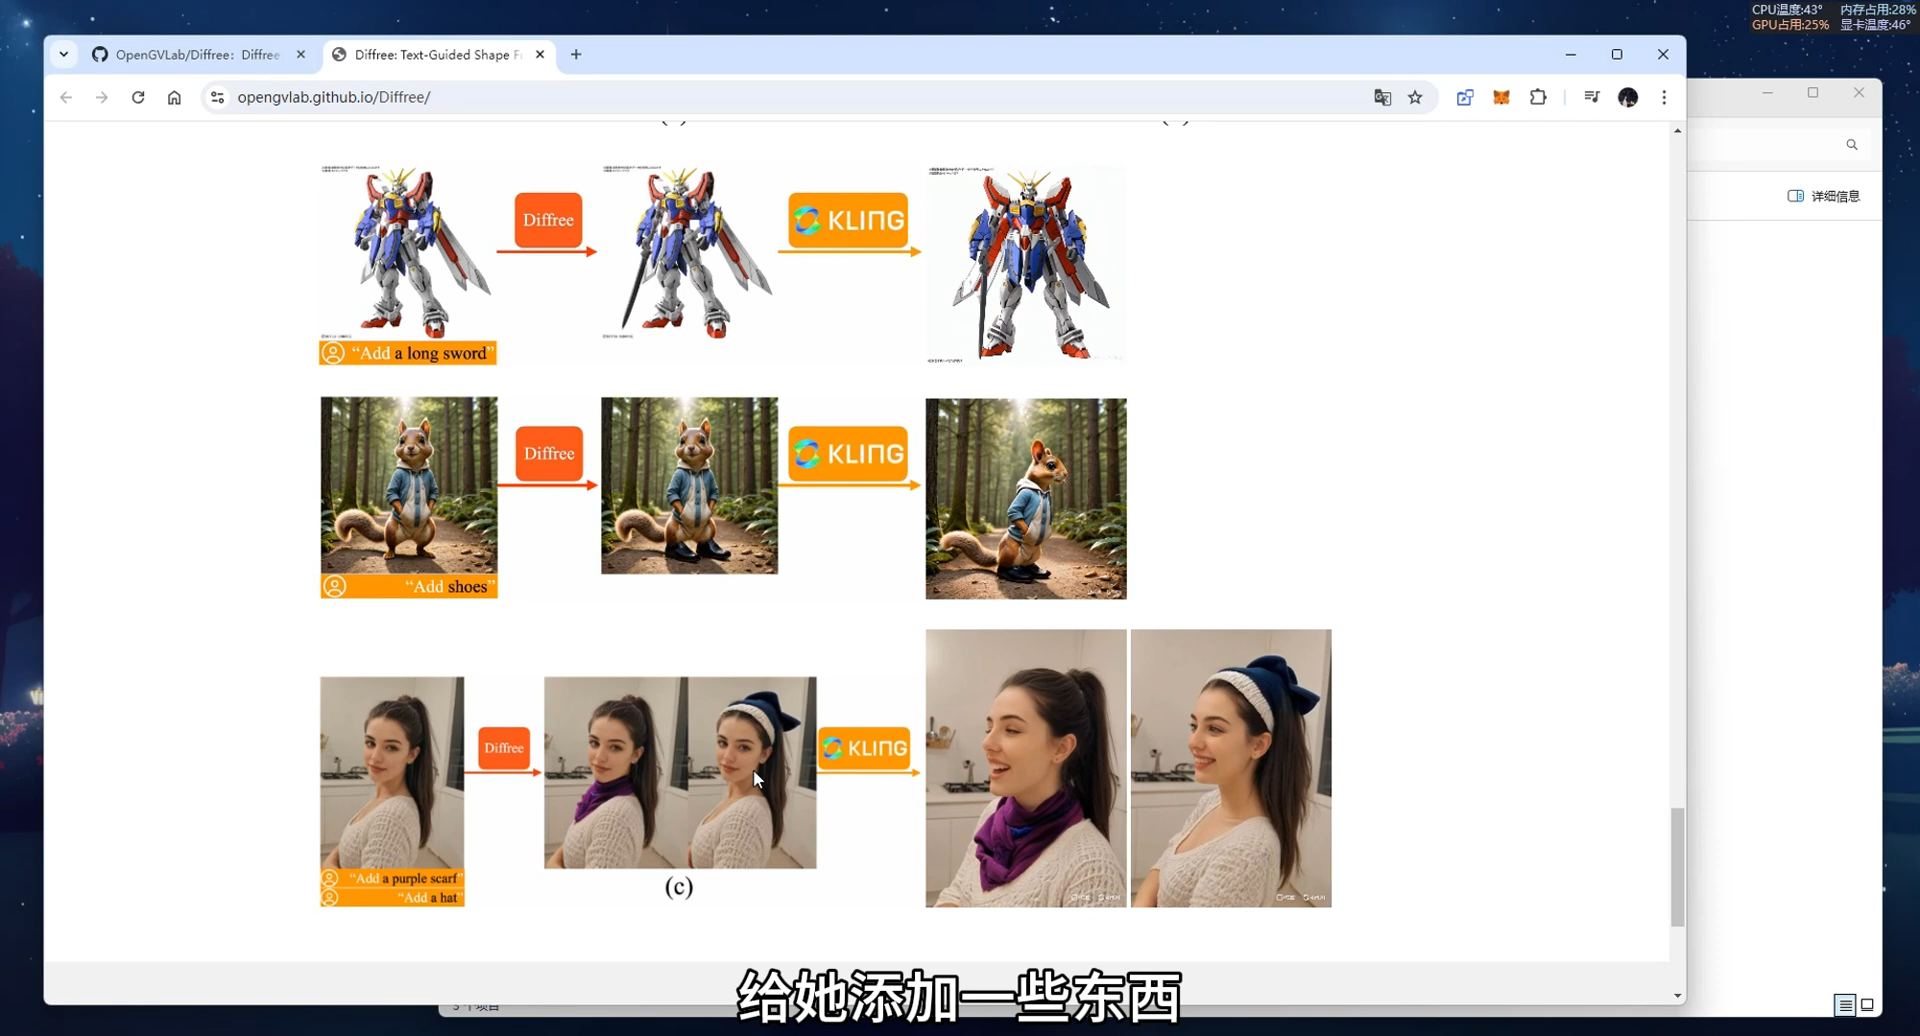 CPU温度:43° 内存占用:28%
GPU占用:25% 显卡温度:46°
OpenGVLab/Diffree: Diffree
Diffree: Text-Guided Shape F
opengvlab.github.io/Diffree/
详细信息
Diffree
KLING
“Add a long sword”
Diffree
KLING
“Add shoes”
Diffree
KLING
“Add a purple scarf”
“Add a hat”
(c)
给她添加一些东西